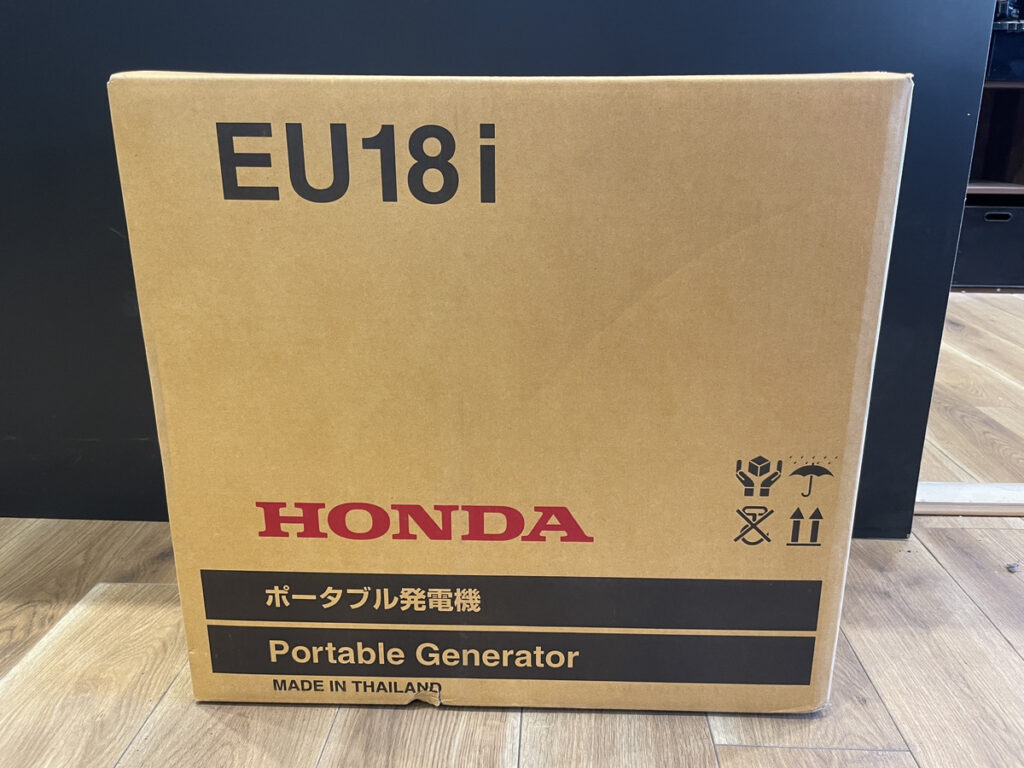 EU18i
HONDA
ポータブル発電機
Portable Generator
MADE IN THAILAND